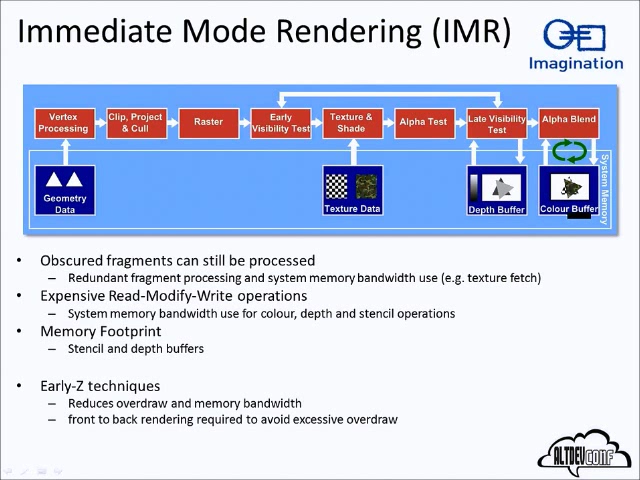 Immediate Mode Rendering (IMR)
Imagination
Vertex
Processing
Clip, Project
& Cull
Raster
Early
Visibility Test
Texture &
Shade
Alpha Test
Late Visibility
Test
Alpha Blend
Geometry
Data
Texture Data
Depth Buffer
Colour Buffer
System Memory
• Obscured fragments can still be processed
– Redundant fragment processing and system memory bandwidth use (e.g. texture fetch)
• Expensive Read-Modify-Write operations
– System memory bandwidth use for colour, depth and stencil operations
• Memory Footprint
– Stencil and depth buffers
• Early-Z techniques
– Reduces overdraw and memory bandwidth
– front to back rendering required to avoid excessive overdraw
ALTDEVCONF